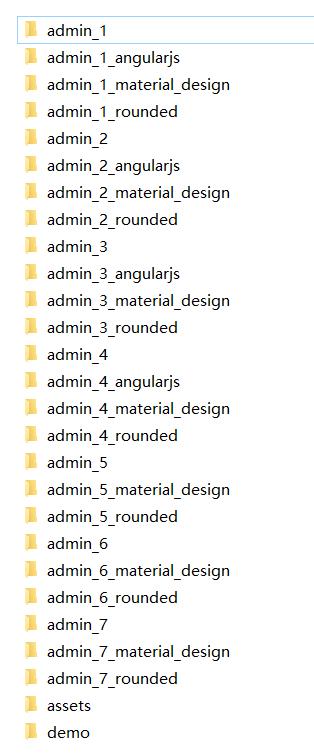 admin_1
admin_1_angularjs
admin_1_material_design
admin_1_rounded
admin_2
admin_2_angularjs
admin_2_material_design
admin_2_rounded
admin_3
admin_3_angularjs
admin_3_material_design
admin_3_rounded
admin_4
admin_4_angularjs
admin_4_material_design
admin_4_rounded
admin_5
admin_5_material_design
admin_5_rounded
admin_6
admin_6_material_design
admin_6_rounded
admin_7
admin_7_material_design
admin_7_rounded
assets
demo